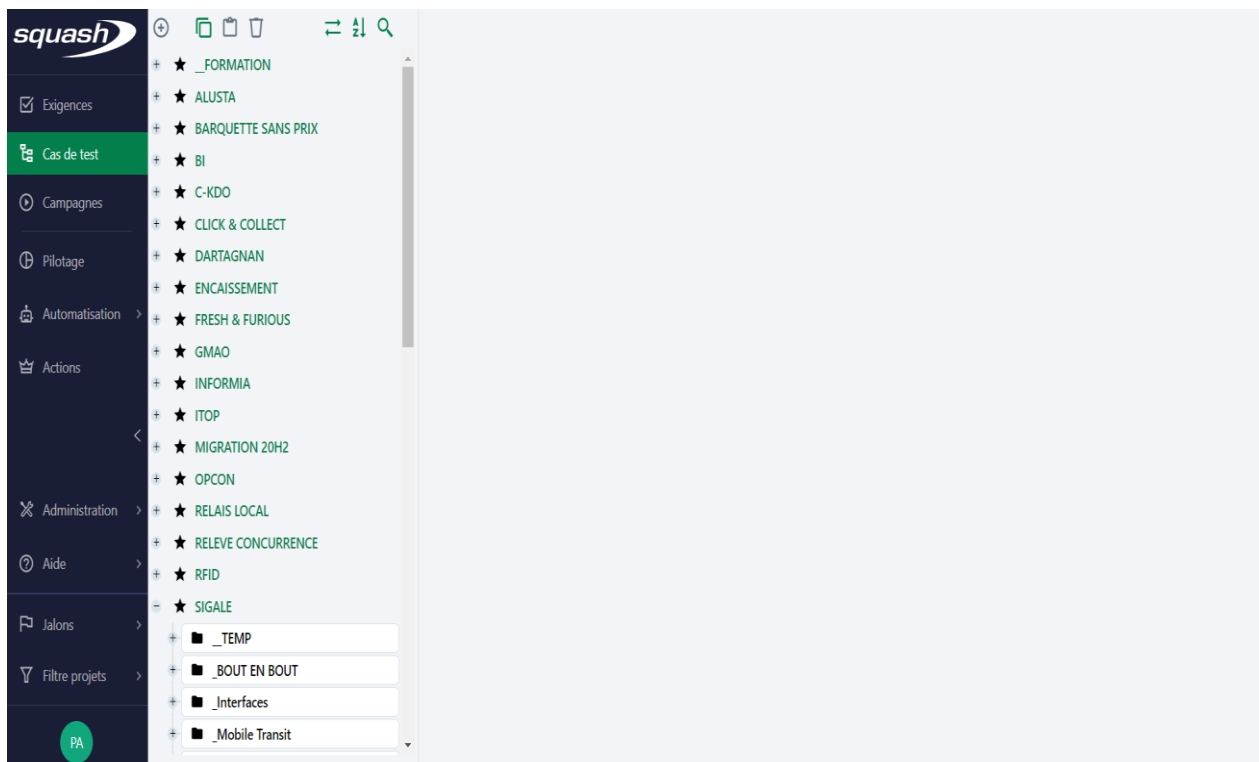 squash
Exigences
Cas de test
Campagnes
Pilotage
Automatisation
Actions
Administration
Aide
Jalons
Filtre projets
PA
_FORMATION
ALUSTA
BARQUETTE SANS PRIX
BI
C-KDO
CLICK & COLLECT
DARTAGNAN
ENCAISSEMENT
FRESH & FURIOUS
GMAO
INFORMIA
ITOP
MIGRATION 20H2
OPCON
RELAIS LOCAL
RELEVE CONCURRENCE
RFID
SIGALE
__TEMP
_BOUT EN BOUT
_Interfaces
_Mobile Transit